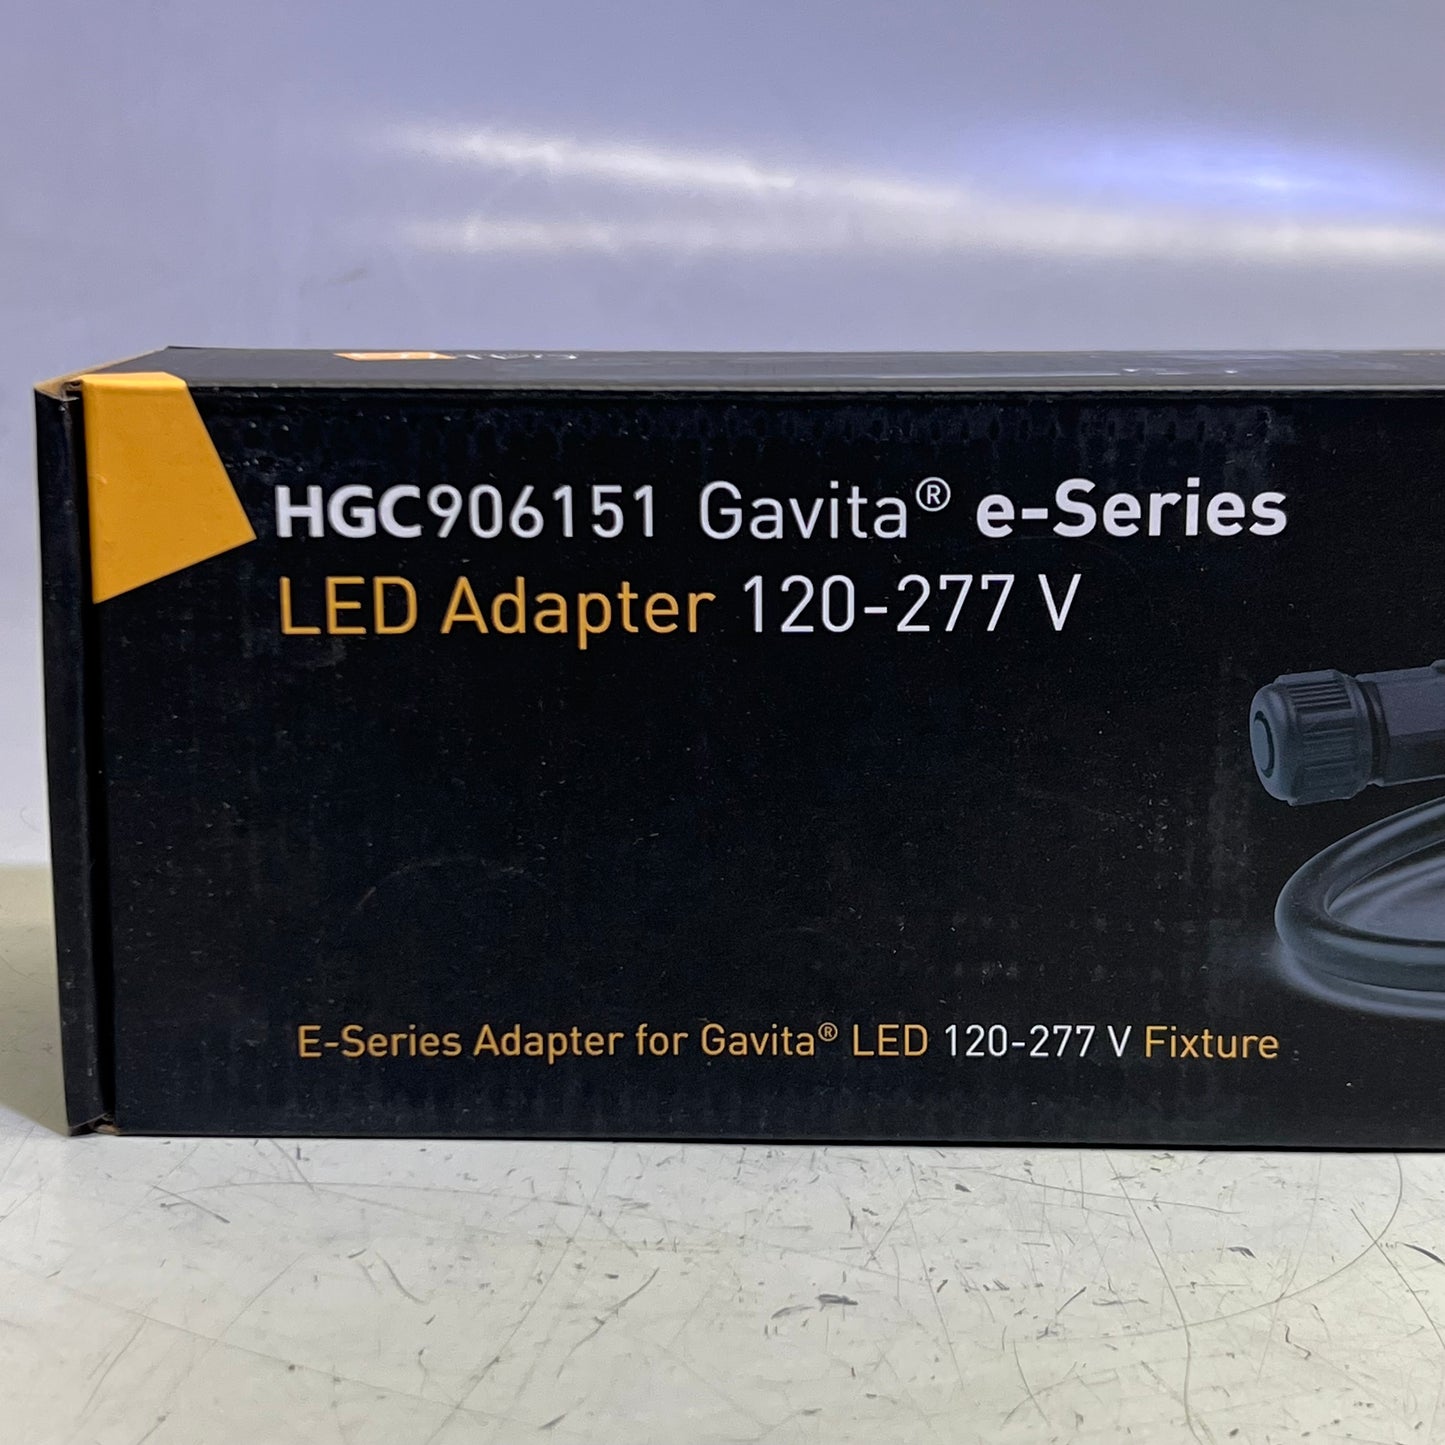 HGC906151 Gavita® e-Series
LED Adapter 120-277 V
E-Series Adapter for Gavita® LED 120-277 V Fixture